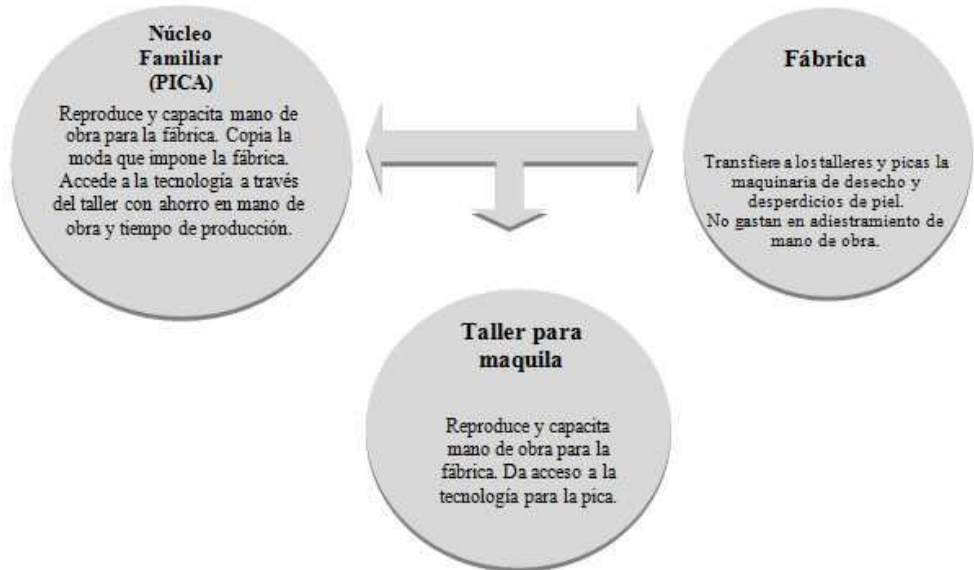 Núcleo
Familiar
(PICA)
Reproduce y capacita mano de
obra para la fábrica. Copia la
moda que impone la fábrica.
Accede a la tecnología a través
del taller con ahorro en mano de
obra y tiempo de producción.
Fábrica
Transfiere a los talleres y picas la
maquinaria de desecho y
desperdicios de piel.
No gastan en adiestramiento de
mano de obra.
Taller para
maquila
Reproduce y capacita
mano de obra para la
fábrica. Da acceso a la
tecnología para la pica.